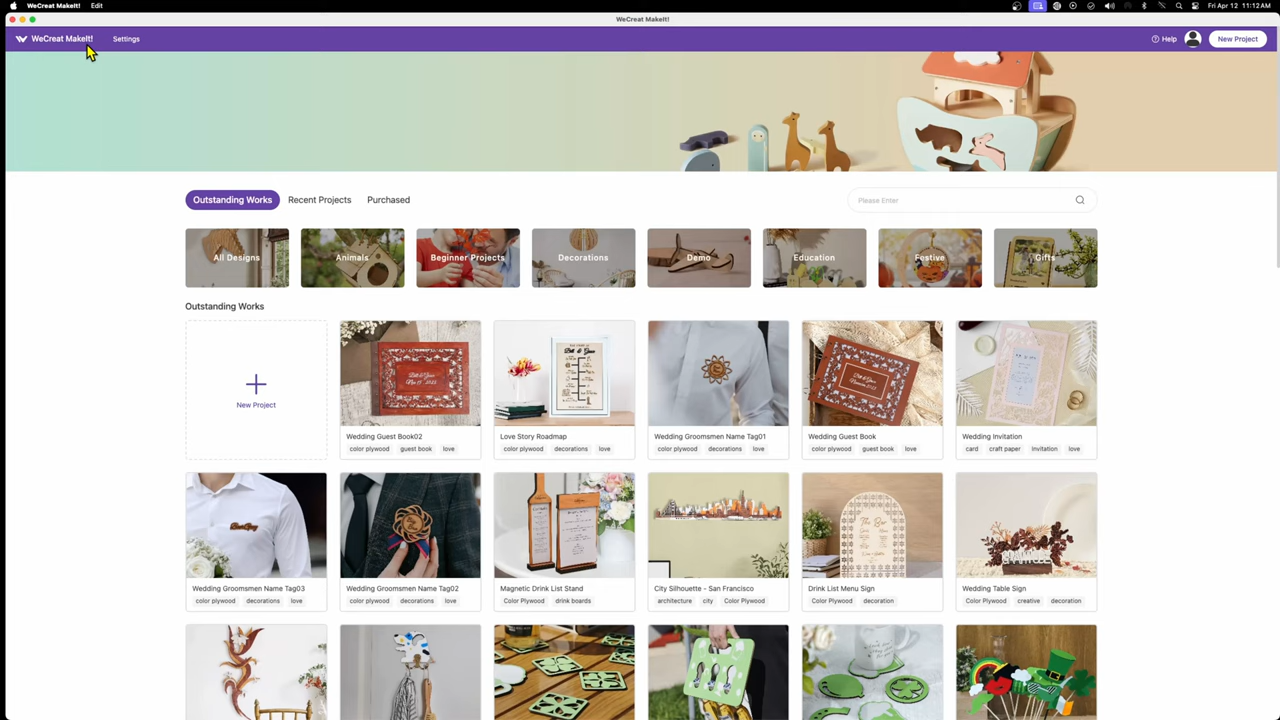 WeCreat MakeIt! Edit Fri Apr 12 11:12 AM
WeCreat MakeIt!
WeCreat MakeIt! Settings Help New Project
Outstanding Works Recent Projects Purchased Please Enter
All Designs Animals Beginner Projects Decorations Demo Education Festive Gifts
Outstanding Works
New Project
Wedding Guest Book02 Love Story Roadmap Wedding Groomsmen Name Tag01 Wedding Guest Book Wedding Invitation
color plywood guest book love color plywood decorations love color plywood decorations love color plywood guest book love card craft paper Invitation love
Wedding Groomsmen Name Tag03 Wedding Groomsmen Name Tag02 Magnetic Drink List Stand City Silhouette - San Francisco Drink List Menu Sign Wedding Table Sign
color plywood decorations love color plywood decorations love Color Plywood drink boards architecture city Color Plywood Color Plywood decoration Color Plywood creative decoration